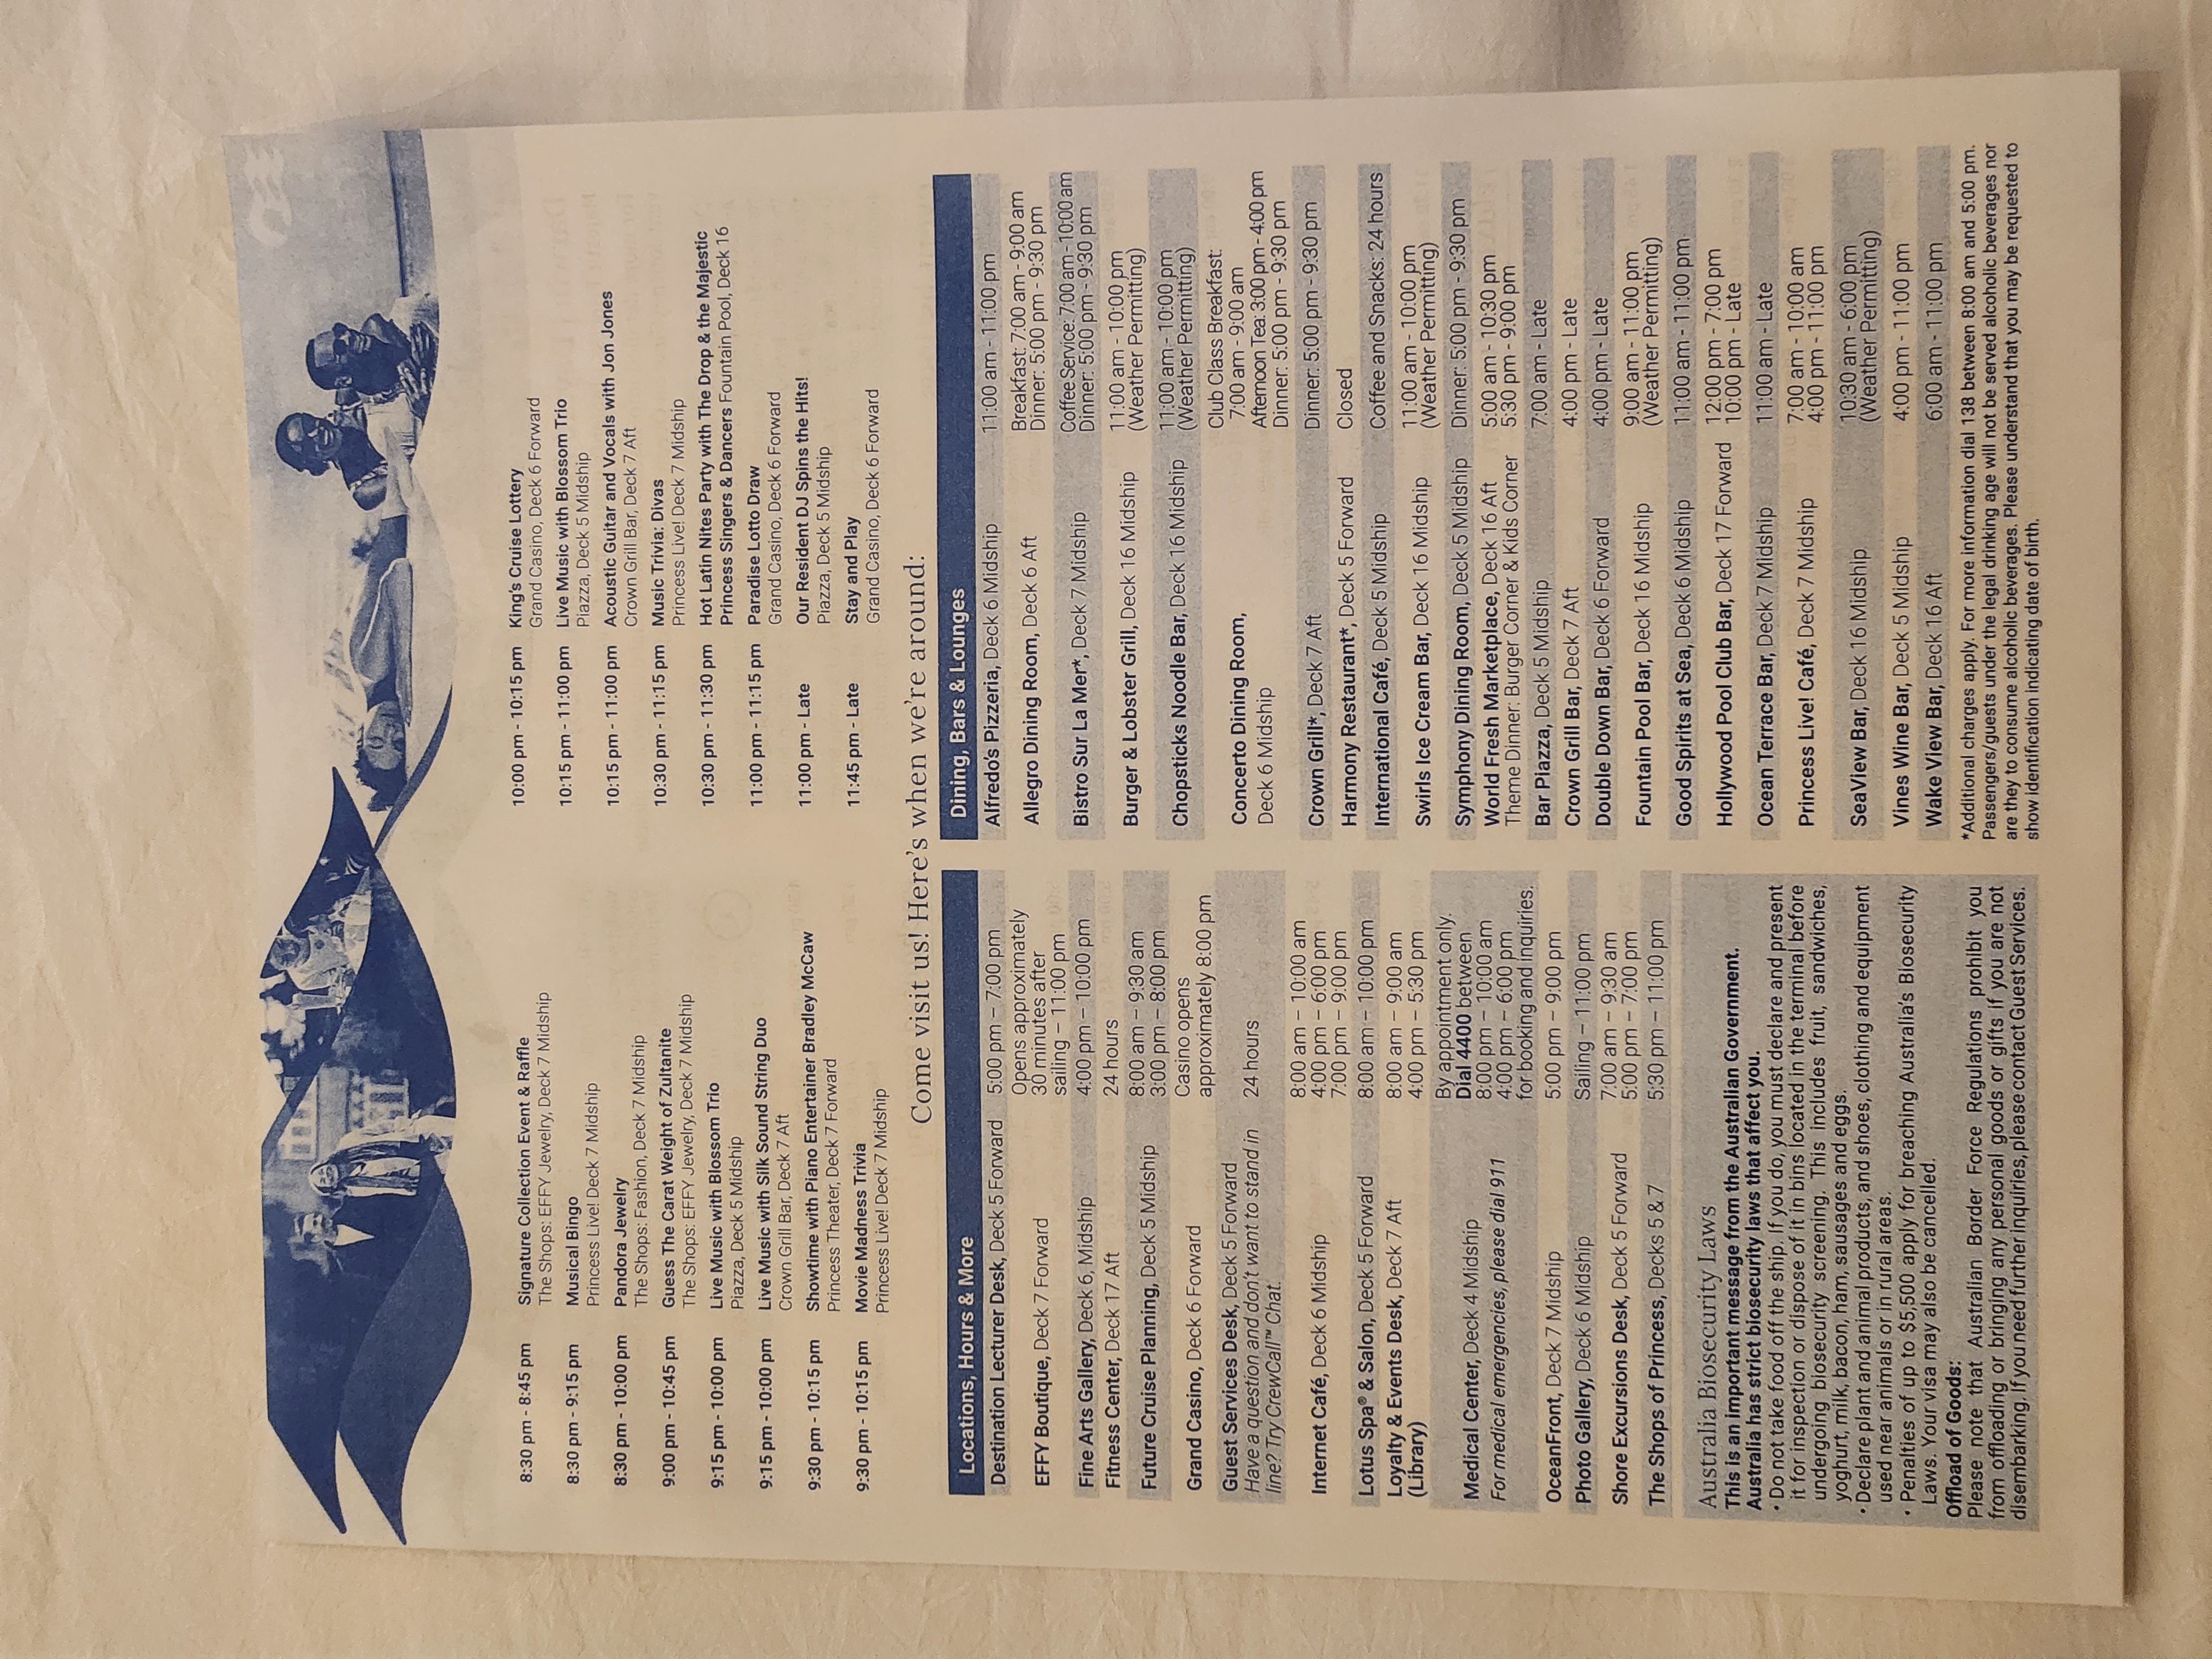 8:30 pm - 8:45 pm Signature Collection Event & Raffle
The Shops: EFFY Jewelry, Deck 7 Midship
8:30 pm - 9:15 pm Musical Bingo
Princess Live! Deck 7 Midship
8:30 pm - 10:00 pm Pandora Jewelry
The Shops: Fashion, Deck 7 Midship
9:00 pm - 10:45 pm Guess The Carat Weight of Zultanite
The Shops: EFFY Jewelry, Deck 7 Midship
9:15 pm - 10:00 pm Live Music with Blossom Trio
Piazza, Deck 5 Midship
9:15 pm - 10:00 pm Live Music with Silk Sound String Duo
Crown Grill Bar, Deck 7 Aft
9:30 pm - 10:15 pm Showtime with Piano Entertainer Bradley McCaw
Princess Theater, Deck 7 Forward
9:30 pm - 10:15 pm Movie Madness Trivia
Princess Live! Deck 7 Midship
10:00 pm - 10:15 pm King's Cruise Lottery
Grand Casino, Deck 6 Forward
10:15 pm - 11:00 pm Live Music with Blossom Trio
Piazza, Deck 5 Midship
10:15 pm - 11:00 pm Acoustic Guitar and Vocals with Jon Jones
Crown Grill Bar, Deck 7 Aft
10:30 pm - 11:15 pm Music Trivia: Divas
Princess Live! Deck 7 Midship
10:30 pm - 11:30 pm Hot Latin Nites Party with The Drop & the Majestic
Princess Singers & Dancers Fountain Pool, Deck 16
11:00 pm - 11:15 pm Paradise Lotto Draw
Grand Casino, Deck 6 Forward
11:00 pm - Late Our Resident DJ Spins the Hits!
Piazza, Deck 5 Midship
11:45 pm - Late Stay and Play
Grand Casino, Deck 6 Forward
Come visit us! Here's when we're around:
Locations, Hours & More
Destination Lecturer Desk, Deck 5 Forward 5:00 pm – 7:00 pm
EFFY Boutique, Deck 7 Forward Opens approximately
30 minutes after
sailing – 11:00 pm
Fine Arts Gallery, Deck 6, Midship 4:00 pm – 10:00 pm
Fitness Center, Deck 17 Aft 24 hours
Future Cruise Planning, Deck 5 Midship 8:00 am – 9:30 am
3:00 pm – 8:00 pm
Grand Casino, Deck 6 Forward Casino opens
approximately 8:00 pm
Guest Services Desk, Deck 5 Forward 24 hours
Have a question and don't want to stand in
line? Try CrewCall™ Chat.
Internet Café, Deck 6 Midship 8:00 am – 10:00 am
4:00 pm – 6:00 pm
7:00 pm – 9:00 pm
Lotus Spa® & Salon, Deck 5 Forward 8:00 am – 10:00 pm
Loyalty & Events Desk, Deck 7 Aft 8:00 am – 9:00 am
(Library) 4:00 pm – 5:30 pm
Medical Center, Deck 4 Midship By appointment only.
For medical emergencies, please dial 911 Dial 4400 between
8:00 pm – 10:00 am
4:00 pm – 6:00 pm
for booking and inquiries.
OceanFront, Deck 7 Midship 5:00 pm – 9:00 pm
Photo Gallery, Deck 6 Midship Sailing – 11:00 pm
Shore Excursions Desk, Deck 5 Forward 7:00 am – 9:30 am
5:00 pm – 7:00 pm
The Shops of Princess, Decks 5 & 7 5:30 pm – 11:00 pm
Australia Biosecurity Laws
This is an important message from the Australian Government.
Australia has strict biosecurity laws that affect you.
• Do not take food off the ship. If you do, you must declare and present
it for inspection or dispose of it in bins located in the terminal before
undergoing biosecurity screening. This includes fruit, sandwiches,
yoghurt, milk, bacon, ham, sausages and eggs.
• Declare plant and animal products, and shoes, clothing and equipment
used near animals or in rural areas.
• Penalties of up to $5,500 apply for breaching Australia's Biosecurity
Laws. Your visa may also be cancelled.
Offload of Goods:
Please note that Australian Border Force Regulations prohibit you
from offloading or bringing any personal goods or gifts if you are not
disembarking. If you need further inquiries, please contact Guest Services.
Dining, Bars & Lounges
Alfredo's Pizzeria, Deck 6 Midship 11:00 am - 11:00 pm
Allegro Dining Room, Deck 6 Aft Breakfast: 7:00 am - 9:00 am
Dinner: 5:00 pm - 9:30 pm
Bistro Sur La Mer*, Deck 7 Midship Coffee Service: 7:00 am - 10:00 am
Dinner: 5:00 pm - 9:30 pm
Burger & Lobster Grill, Deck 16 Midship 11:00 am - 10:00 pm
(Weather Permitting)
Chopsticks Noodle Bar, Deck 16 Midship 11:00 am - 10:00 pm
(Weather Permitting)
Concerto Dining Room, Club Class Breakfast:
Deck 6 Midship 7:00 am - 9:00 am
Afternoon Tea: 3:00 pm - 4:00 pm
Dinner: 5:00 pm - 9:30 pm
Crown Grill*, Deck 7 Aft Dinner: 5:00 pm - 9:30 pm
Harmony Restaurant*, Deck 5 Forward Closed
International Café, Deck 5 Midship Coffee and Snacks: 24 hours
Swirls Ice Cream Bar, Deck 16 Midship 11:00 am - 10:00 pm
(Weather Permitting)
Symphony Dining Room, Deck 5 Midship Dinner: 5:00 pm - 9:30 pm
World Fresh Marketplace, Deck 16 Aft 5:00 am - 10:30 pm
Theme Dinner: Burger Corner & Kids Corner 5:30 pm - 9:00 pm
Bar Piazza, Deck 5 Midship 7:00 am - Late
Crown Grill Bar, Deck 7 Aft 4:00 pm - Late
Double Down Bar, Deck 6 Forward 4:00 pm - Late
Fountain Pool Bar, Deck 16 Midship 9:00 am - 11:00 pm
(Weather Permitting)
Good Spirits at Sea, Deck 6 Midship 11:00 am - 11:00 pm
Hollywood Pool Club Bar, Deck 17 Forward 12:00 pm - 7:00 pm
10:00 pm - Late
Ocean Terrace Bar, Deck 7 Midship 11:00 am - Late
Princess Live! Café, Deck 7 Midship 7:00 am - 10:00 am
4:00 pm - 11:00 pm
SeaView Bar, Deck 16 Midship 10:30 am - 6:00 pm
(Weather Permitting)
Vines Wine Bar, Deck 5 Midship 4:00 pm - 11:00 pm
Wake View Bar, Deck 16 Aft 6:00 am - 11:00 pm
*Additional charges apply. For more information dial 138 between 8:00 am and 5:00 pm.
Passengers/guests under the legal drinking age will not be served alcoholic beverages nor
are they to consume alcoholic beverages. Please understand that you may be requested to
show identification indicating date of birth.